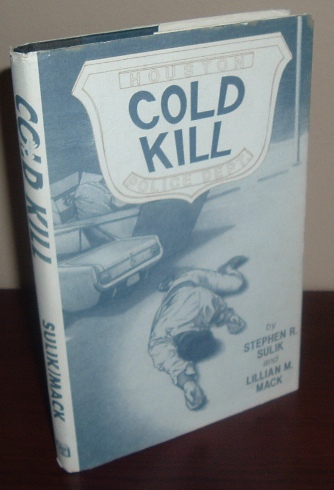 HOUSTON
COLD
KILL
POLICE DEPT.
by
STEPHEN R.
SULIK
and
LILLIAN M.
MACK
COLD KILL
SULIK/MACK